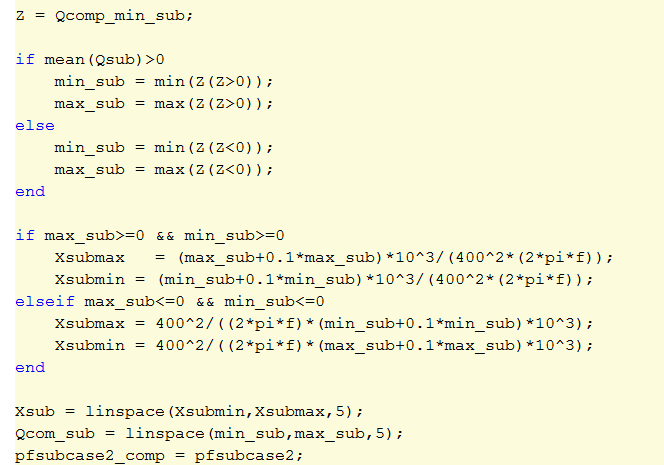 Z = Qcomp_min_sub;
if mean(Qsub)>0
    min_sub = min(Z(Z>0));
    max_sub = max(Z(Z>0));
else
    min_sub = min(Z(Z<0));
    max_sub = max(Z(Z<0));
end
if max_sub>=0 && min_sub>=0
    Xsubmax   = (max_sub+0.1*max_sub)*10^3/(400^2*(2*pi*f));
    Xsubmin = (min_sub+0.1*min_sub)*10^3/(400^2*(2*pi*f));
elseif max_sub<=0 && min_sub<=0
    Xsubmax = 400^2/((2*pi*f)*(min_sub+0.1*min_sub)*10^3);
    Xsubmin = 400^2/((2*pi*f)*(max_sub+0.1*max_sub)*10^3);
end
Xsub = linspace(Xsubmin,Xsubmax,5);
Qcom_sub = linspace(min_sub,max_sub,5);
pfsubcase2_comp = pfsubcase2;